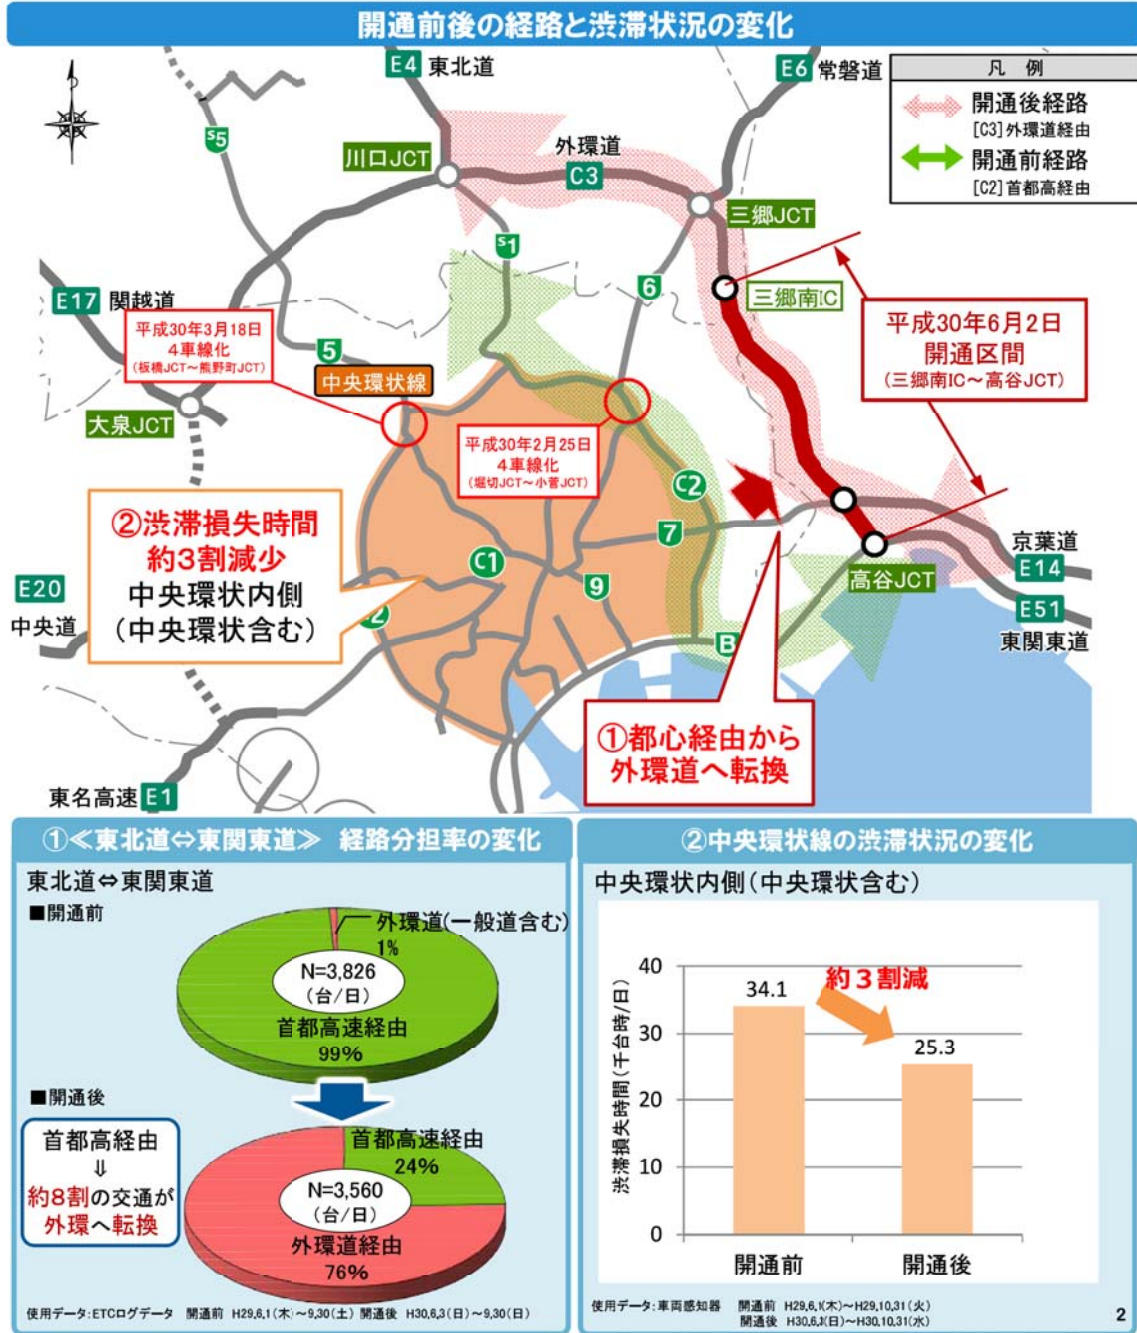 開通前後の経路と渋滞状況の変化
凡 例
開通後経路
[C3]外環道経由
開通前経路
[C2]首都高経由
E4 東北道
E6 常磐道
S5
川口JCT
外環道
C3
三郷JCT
S1
6
三郷南IC
E17 関越道
平成30年3月18日
4車線化
(板橋JCT～熊野町JCT)
5
中央環状線
大泉JCT
平成30年2月25日
4車線化
(堀切JCT～小菅JCT)
平成30年6月2日
開通区間
(三郷南IC～高谷JCT)
C2
7
②渋滞損失時間
約3割減少
中央環状内側
(中央環状含む)
C1
9
京葉道
E14
高谷JCT
E51
東関東道
E20
中央道
B
①都心経由から
外環道へ転換
東名高速 E1
①≪東北道⇔東関東道≫ 経路分担率の変化
東北道⇔東関東道
■開通前
外環道(一般道含む)
1%
N=3,826
(台/日)
首都高速経由
99%
■開通後
首都高経由
⇓
約8割の交通が
外環へ転換
首都高速経由
24%
N=3,560
(台/日)
外環道経由
76%
使用データ:ETCログデータ 開通前 H29.6.1(木)～9.30(土) 開通後 H30.6.3(日)～9.30(日)
②中央環状線の渋滞状況の変化
中央環状内側(中央環状含む)
渋滞損失時間(千台時/日)
40
30
20
10
0
34.1
約3割減
25.3
開通前
開通後
使用データ:車両感知器 開通前 H29.6.1(木)～H29.10.31(火)
開通後 H30.6.3(日)～H30.10.31(水)
2